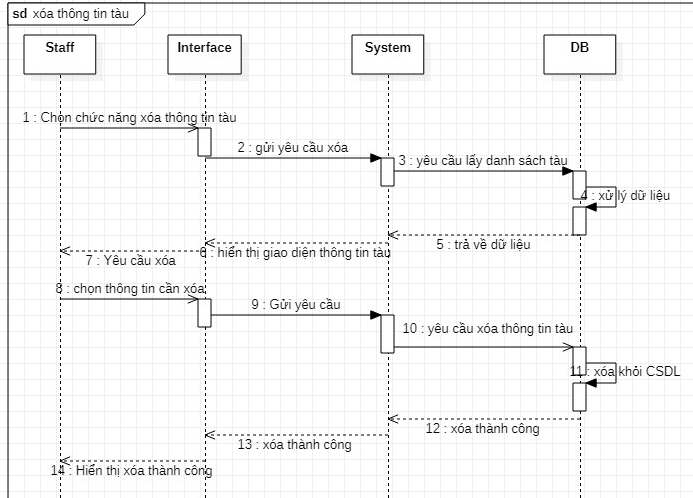 sd xóa thông tin tàu
Staff
Interface
System
DB
1 : Chọn chức năng xóa thông tin tàu
2 : gửi yêu cầu xóa
3 : yêu cầu lấy danh sách tàu
4 : xử lý dữ liệu
5 : trả về dữ liệu
6 : hiển thị giao diện thông tin tàu
7 : Yêu cầu xóa
8 : chọn thông tin cần xóa
9 : Gửi yêu cầu
10 : yêu cầu xóa thông tin tàu
11 : xóa khỏi CSDL
12 : xóa thành công
13 : xóa thành công
14 : Hiển thị xóa thành công